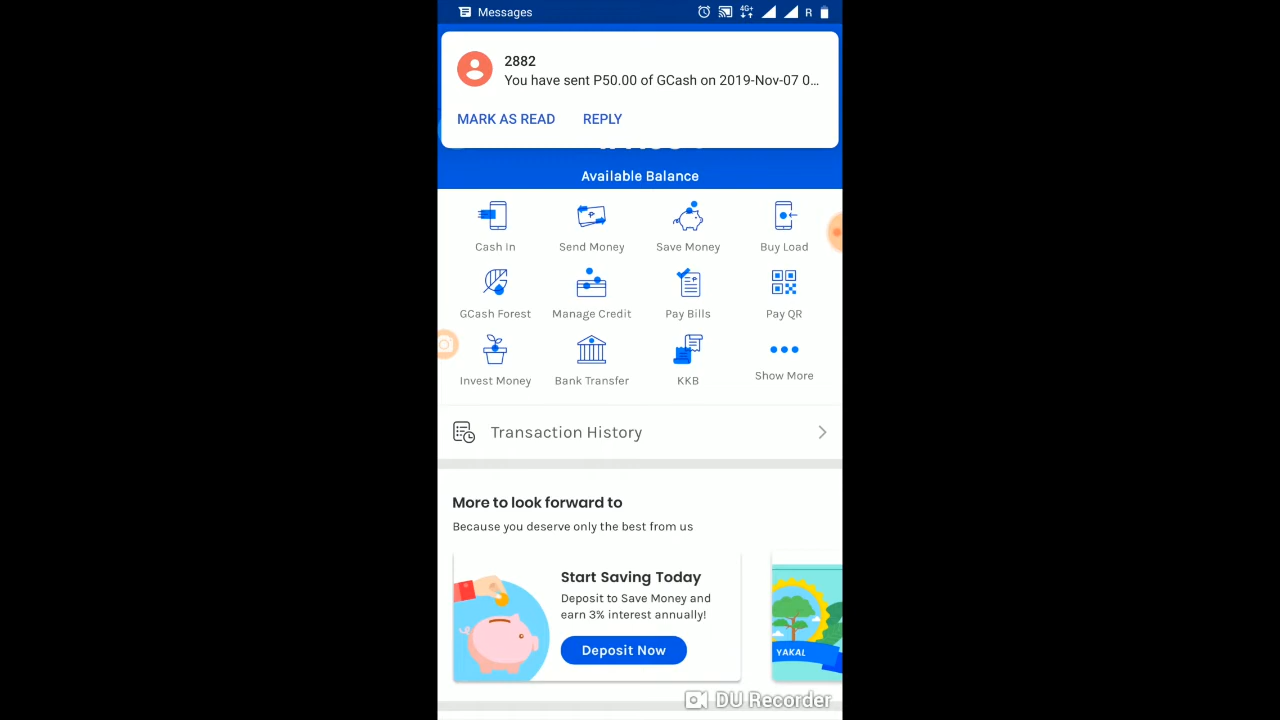 Messages
4G+
R
2882
You have sent P50.00 of GCash on 2019-Nov-07 0...
MARK AS READ
REPLY
Available Balance
Cash In
Send Money
Save Money
Buy Load
GCash Forest
Manage Credit
Pay Bills
Pay QR
Invest Money
Bank Transfer
KKB
Show More
Transaction History
More to look forward to
Because you deserve only the best from us
Start Saving Today
Deposit to Save Money and
earn 3% interest annually!
Deposit Now
YAKAL
DU Recorder